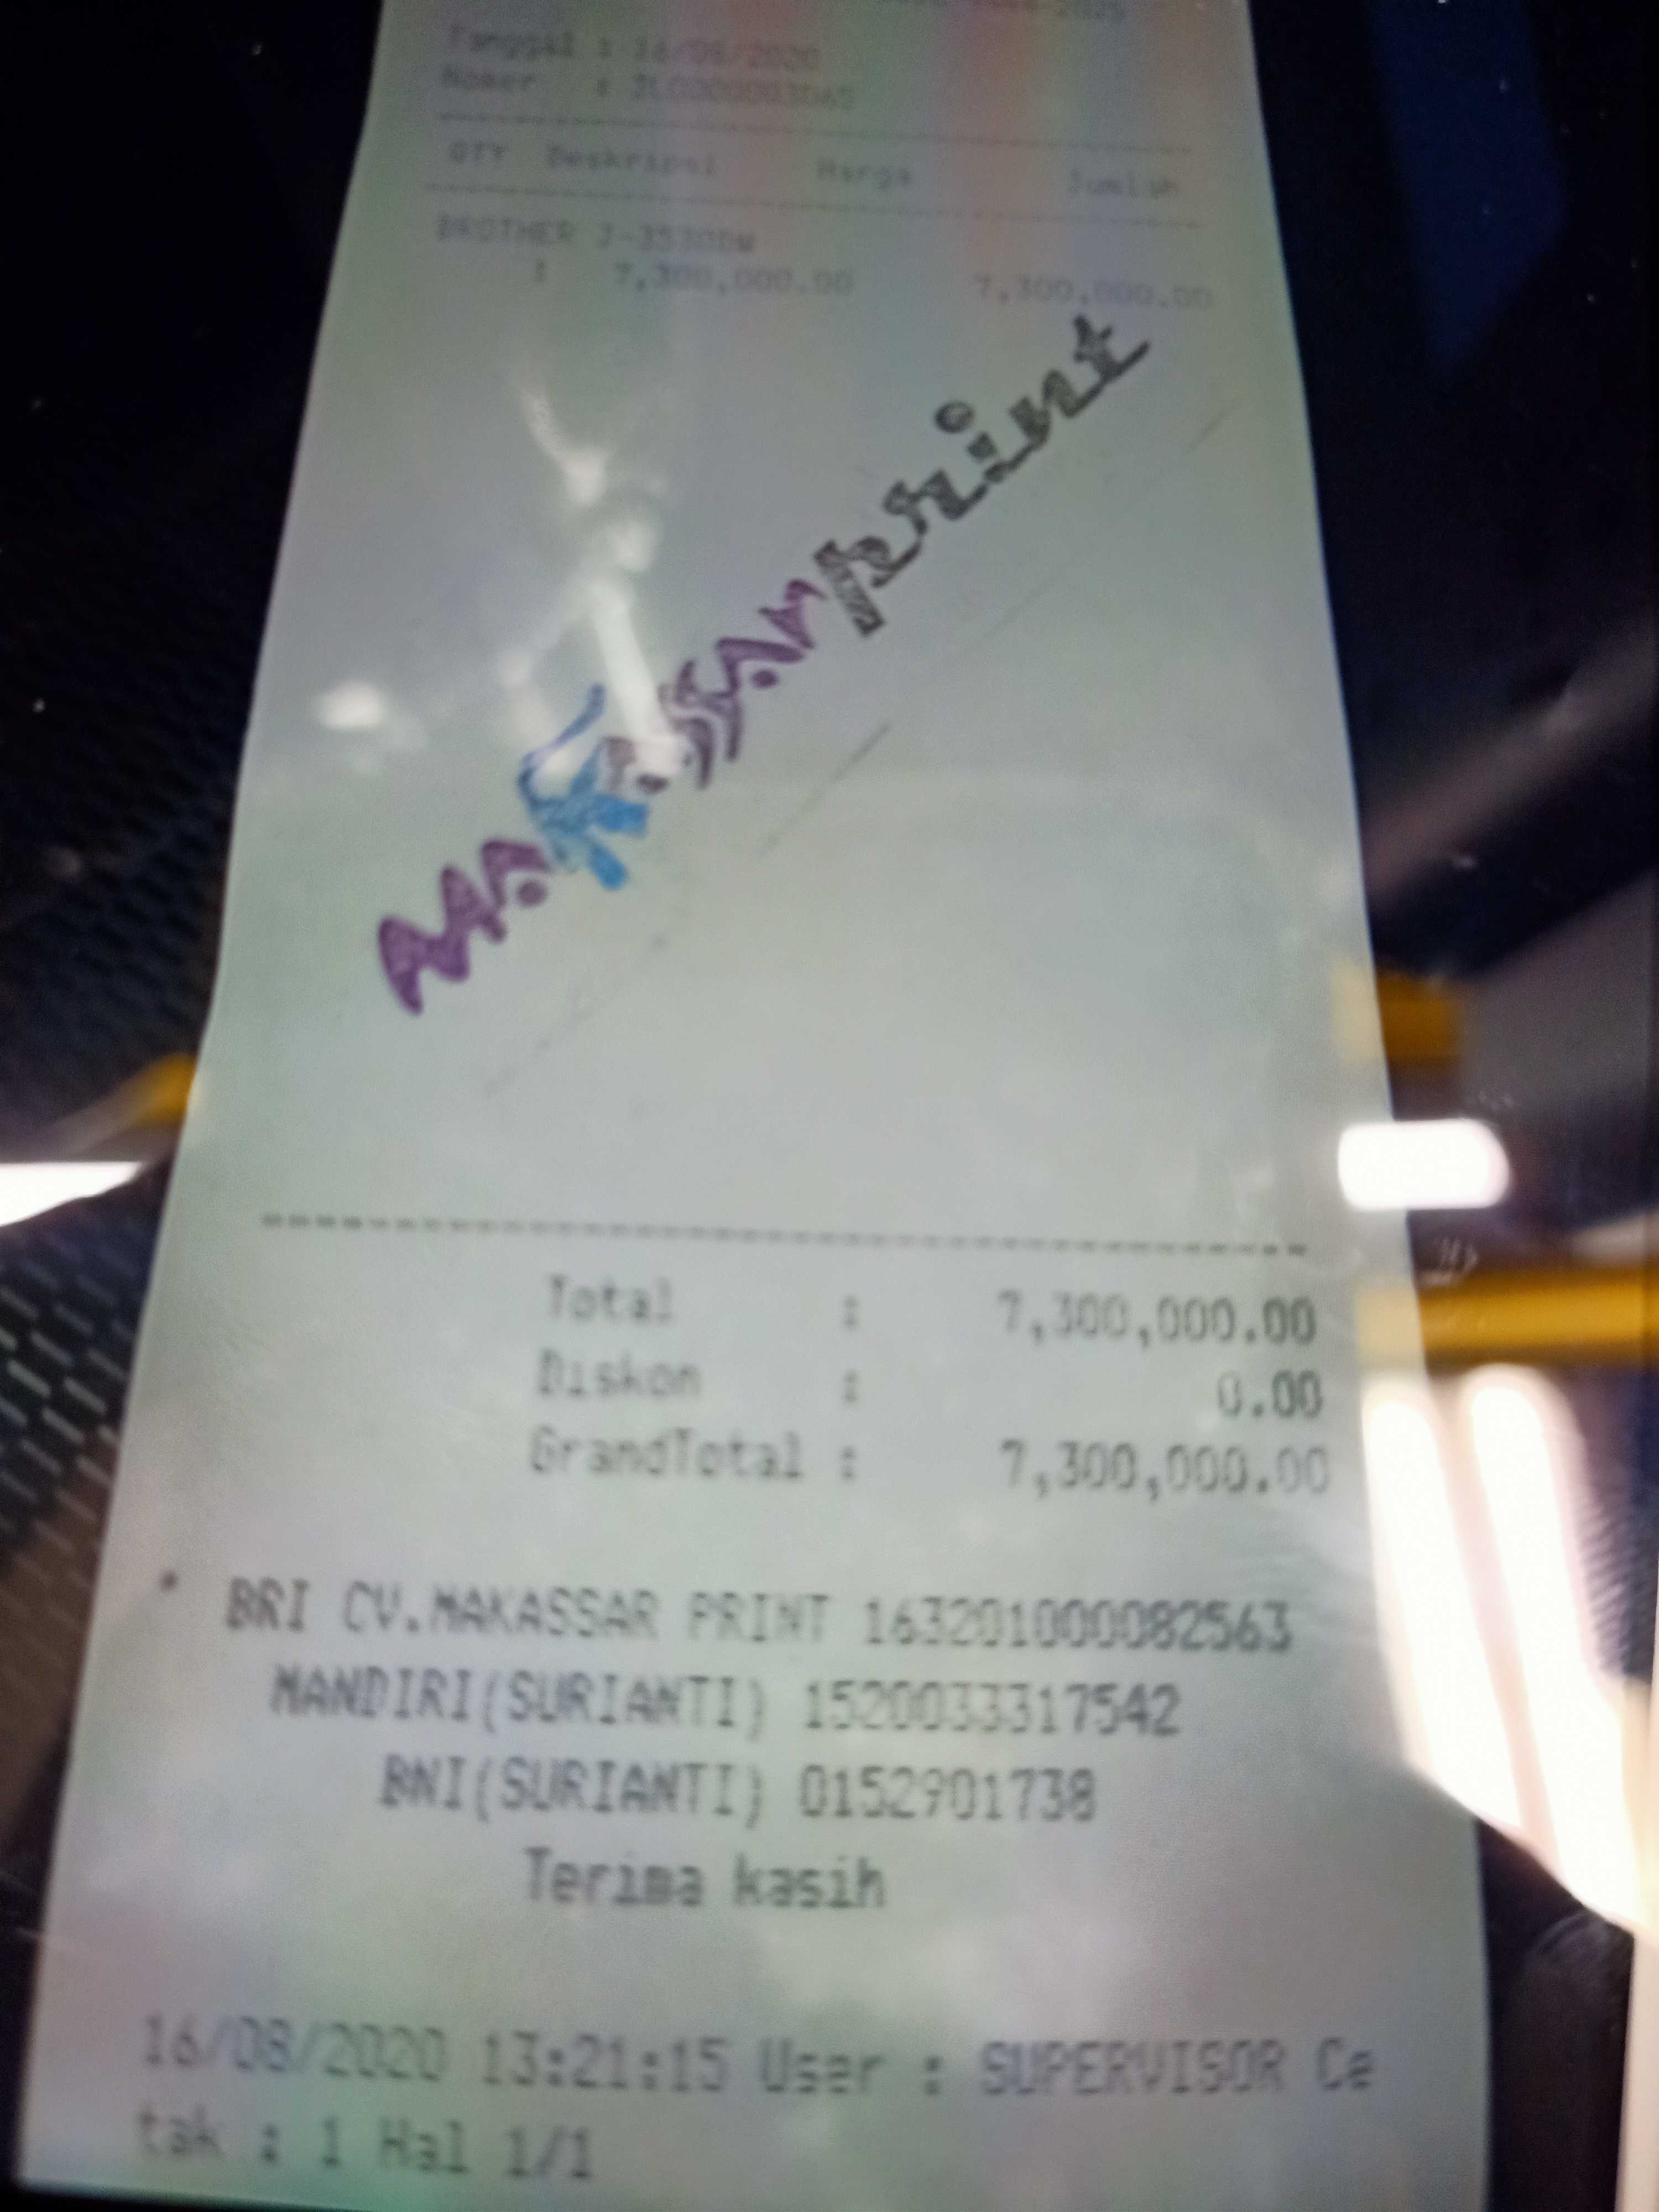 Tanggal : 16/08/2020
Nomer :
QTY Deskripsi Harga Jumlah
BROTHER J-3530DW
1 7,300,000.00 7,300,000.00
MAKASSAR print
Total : 7,300,000.00
Diskon : 0.00
GrandTotal : 7,300,000.00
* BRI CV.MAKASSAR PRINT 163201000082563
MANDIRI(SURIANTI) 1520033317542
BNI(SURIANTI) 0152901738
Terima kasih
16/08/2020 13:21:15 User : SUPERVISOR Ce
tak : 1 Hal 1/1